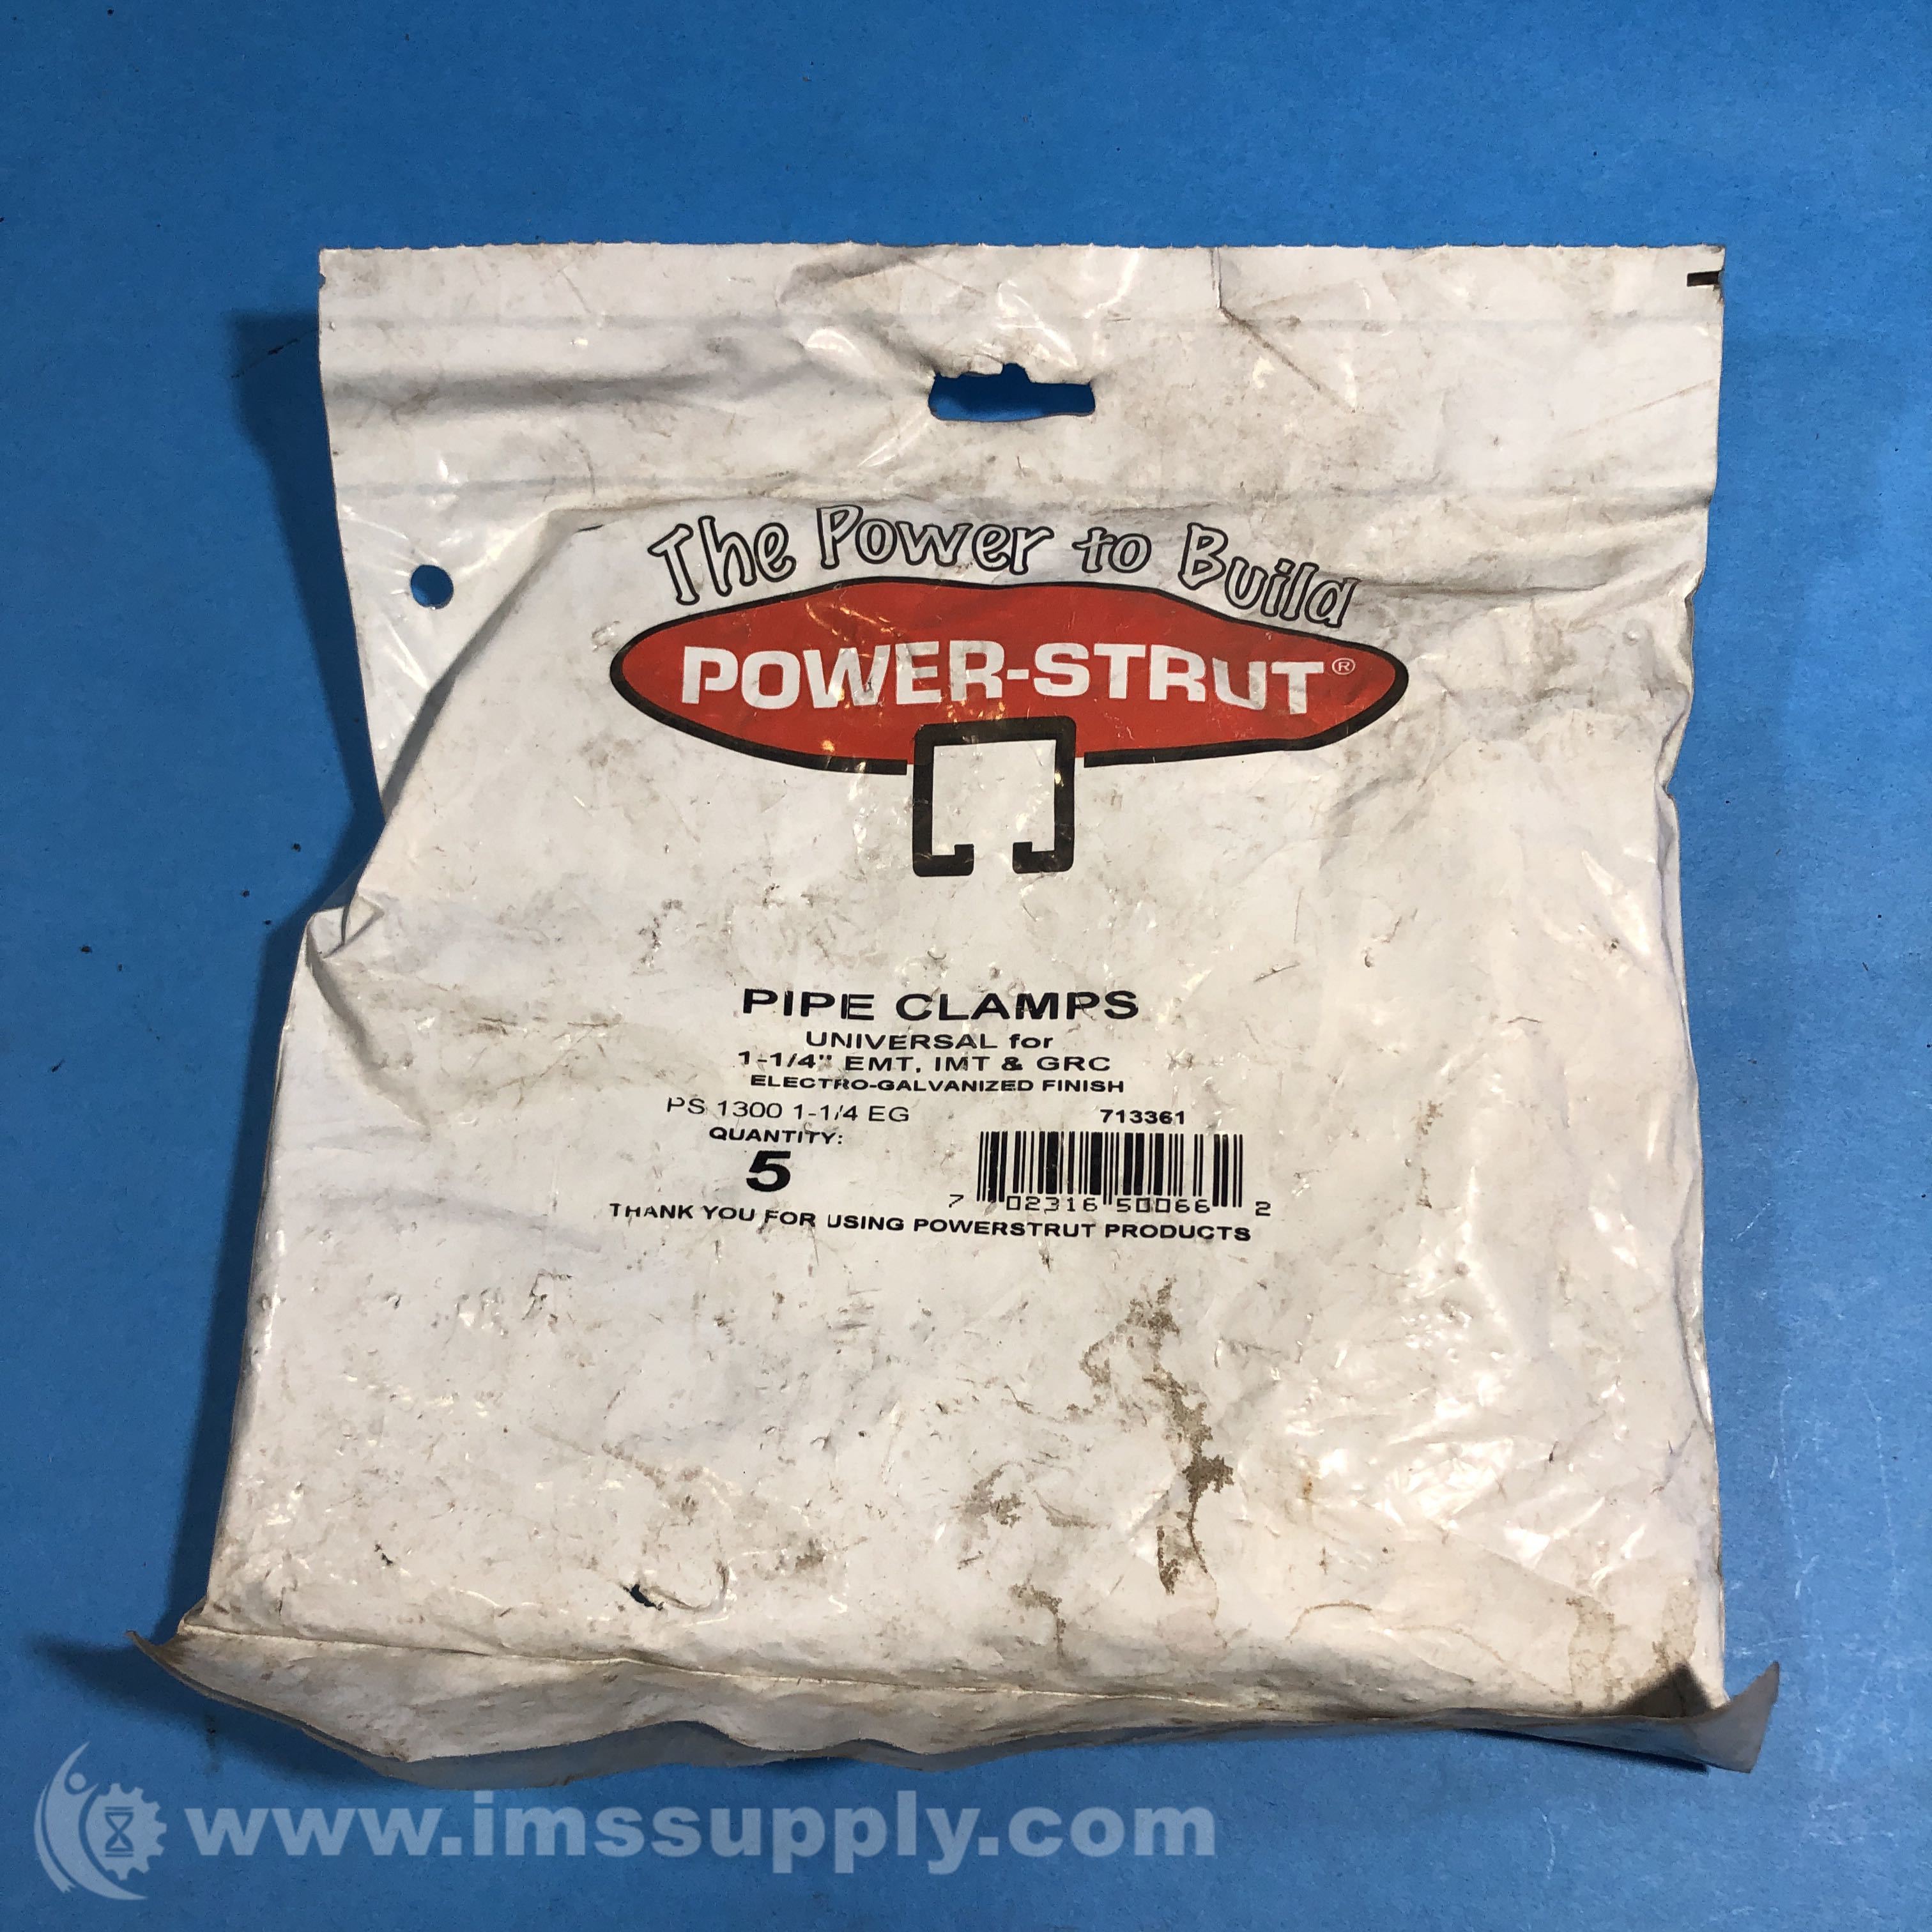 The Power to Build
POWER-STRUT®
PIPE CLAMPS
UNIVERSAL for
1-1/4" EMT, IMT & GRC
ELECTRO-GALVANIZED FINISH
PS 1300 1-1/4 EG
713361
QUANTITY:
5
7 02316 50066 2
THANK YOU FOR USING POWERSTRUT PRODUCTS
www.imssupply.com